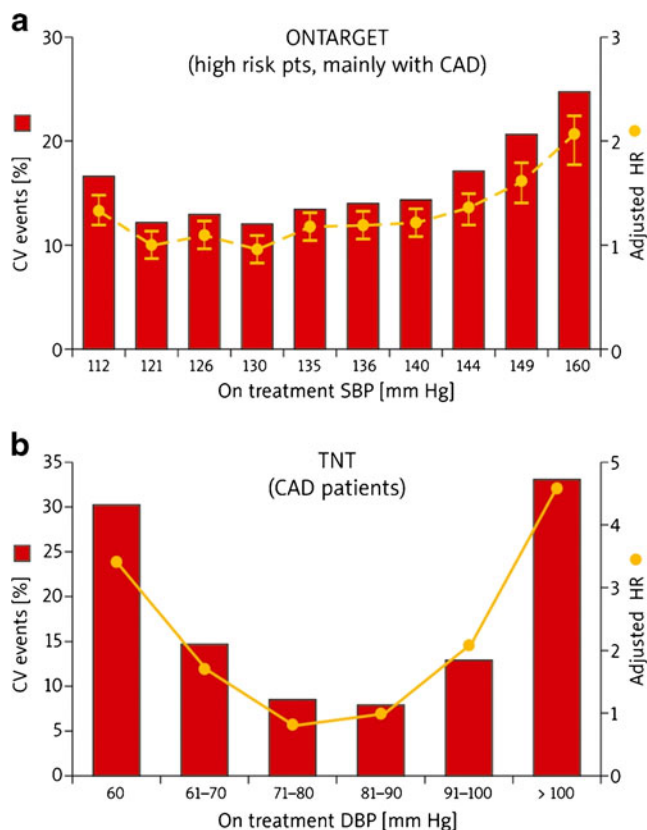 a
ONTARGET
(high risk pts, mainly with CAD)
CV events [%]
30
20
10
0
3
2
1
0
Adjusted HR
112 121 126 130 135 136 140 144 149 160
On treatment SBP [mm Hg]
b
TNT
(CAD patients)
CV events [%]
35
30
25
20
15
10
5
0
5
4
3
2
1
0
Adjusted HR
60 61–70 71–80 81–90 91–100 > 100
On treatment DBP [mm Hg]